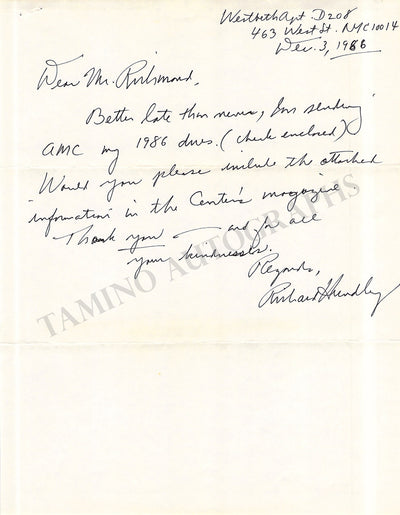 Westbeth Apt. D208
463 West St. NYC 10014
Dec. 3, 1986
Dear Mr. Richmond,
Better late than never, I'm sending
AMC my 1986 dues. (check enclosed)
Would you please include the attached
information in the Center's magazine
Thank you — and for all
your kindnesses.
Regards,
Richard Hundley
TAMINO AUTOGRAPHS